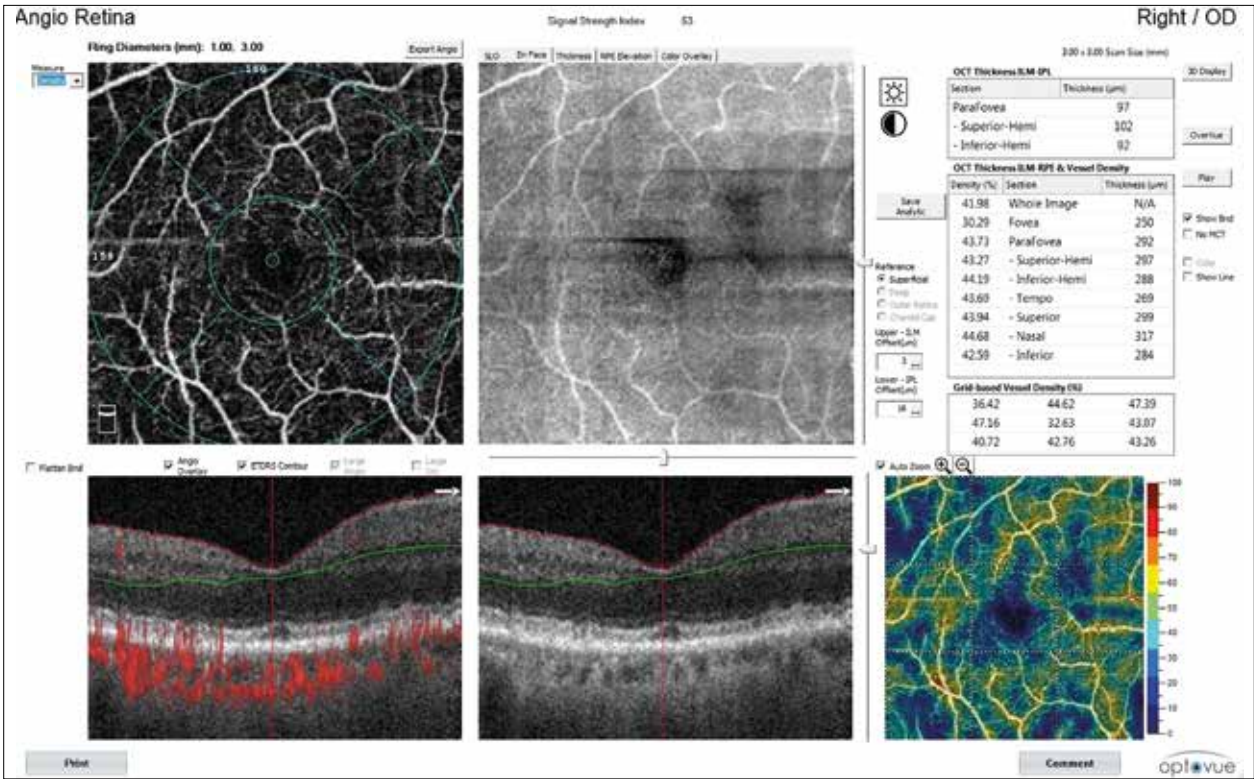 Angio Retina
Signal Strength Index 53
Right / OD
Ring Diameters (mm): 1.00, 3.00
Export Angio
SLO En Face Thickness RPE Elevation Color Overlay
3.00 x 3.00 Scan Size (mm)
Measure
Density
160
159
OCT Thickness ILM-IPL
Section Thickness (µm)
ParaFovea 97
- Superior-Hemi 102
- Inferior-Hemi 92
3D Display
Overlue
Play
OCT Thickness ILM-RPE & Vessel Density
Density (%) Section Thickness (µm)
41.98 Whole Image N/A
30.29 Fovea 250
43.73 ParaFovea 292
43.27 - Superior-Hemi 297
44.19 - Inferior-Hemi 288
43.69 - Tempo 269
43.94 - Superior 299
44.68 - Nasal 317
42.59 - Inferior 284
Save
Analytic
Show Bnd
No MCT
Color
Show Line
Reference
Superficial
Deep
Outer Retina
Choroid Cap
Upper - ILM
Offset(µm)
3
Lower - IPL
Offset(µm)
16
Grid-based Vessel Density (%)
36.42 44.62 47.39
47.16 32.63 43.07
40.72 42.76 43.26
Flatten Bnd
Angio
Overlay
ETDRS Contour
Large
Large
Auto Zoom
100
90
80
70
60
50
40
30
20
10
0
Print
Comment
optovue